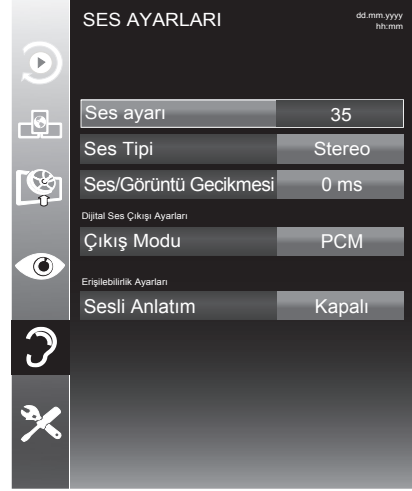 SES AYARLARI
dd.mm.yyyy
hh:mm
Ses ayarı 35
Ses Tipi Stereo
Ses/Görüntü Gecikmesi 0 ms
Dijital Ses Çıkışı Ayarları
Çıkış Modu PCM
Erişilebilirlik Ayarları
Sesli Anlatım Kapalı